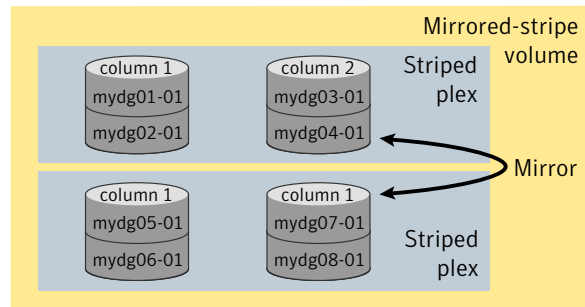 Mirrored-stripe
volume
column 1
mydg01-01
mydg02-01
column 2
mydg03-01
mydg04-01
Striped
plex
Mirror
column 1
mydg05-01
mydg06-01
column 1
mydg07-01
mydg08-01
Striped
plex